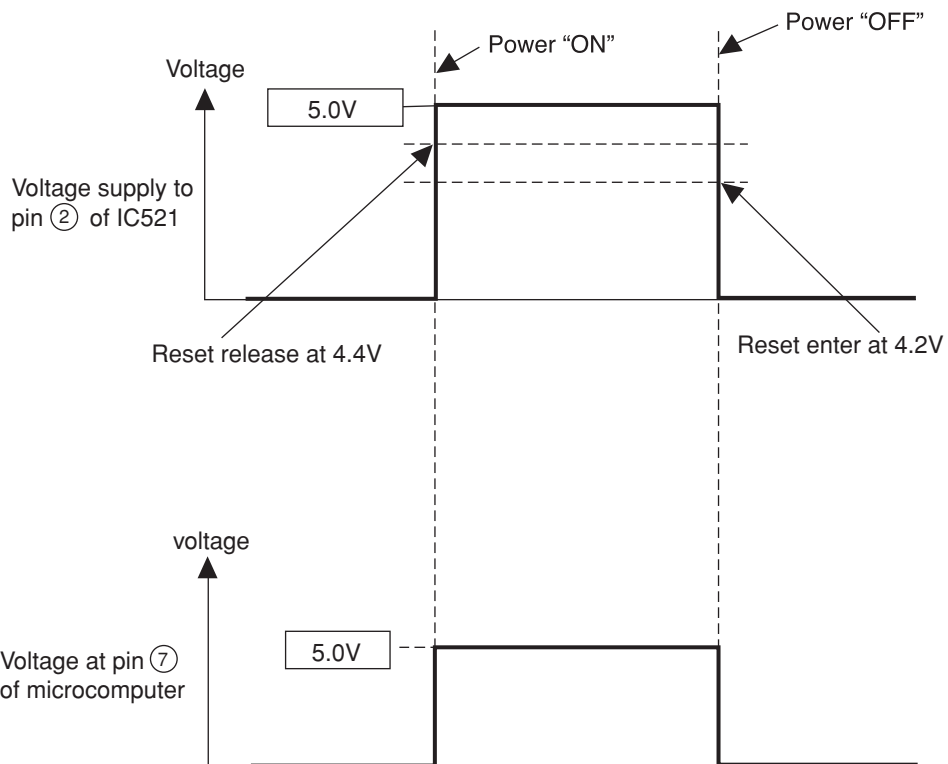 Power “OFF”
Power “ON”
Voltage
5.0V
Voltage supply to
pin ② of IC521
Reset release at 4.4V
Reset enter at 4.2V
voltage
5.0V
Voltage at pin ⑦
of microcomputer